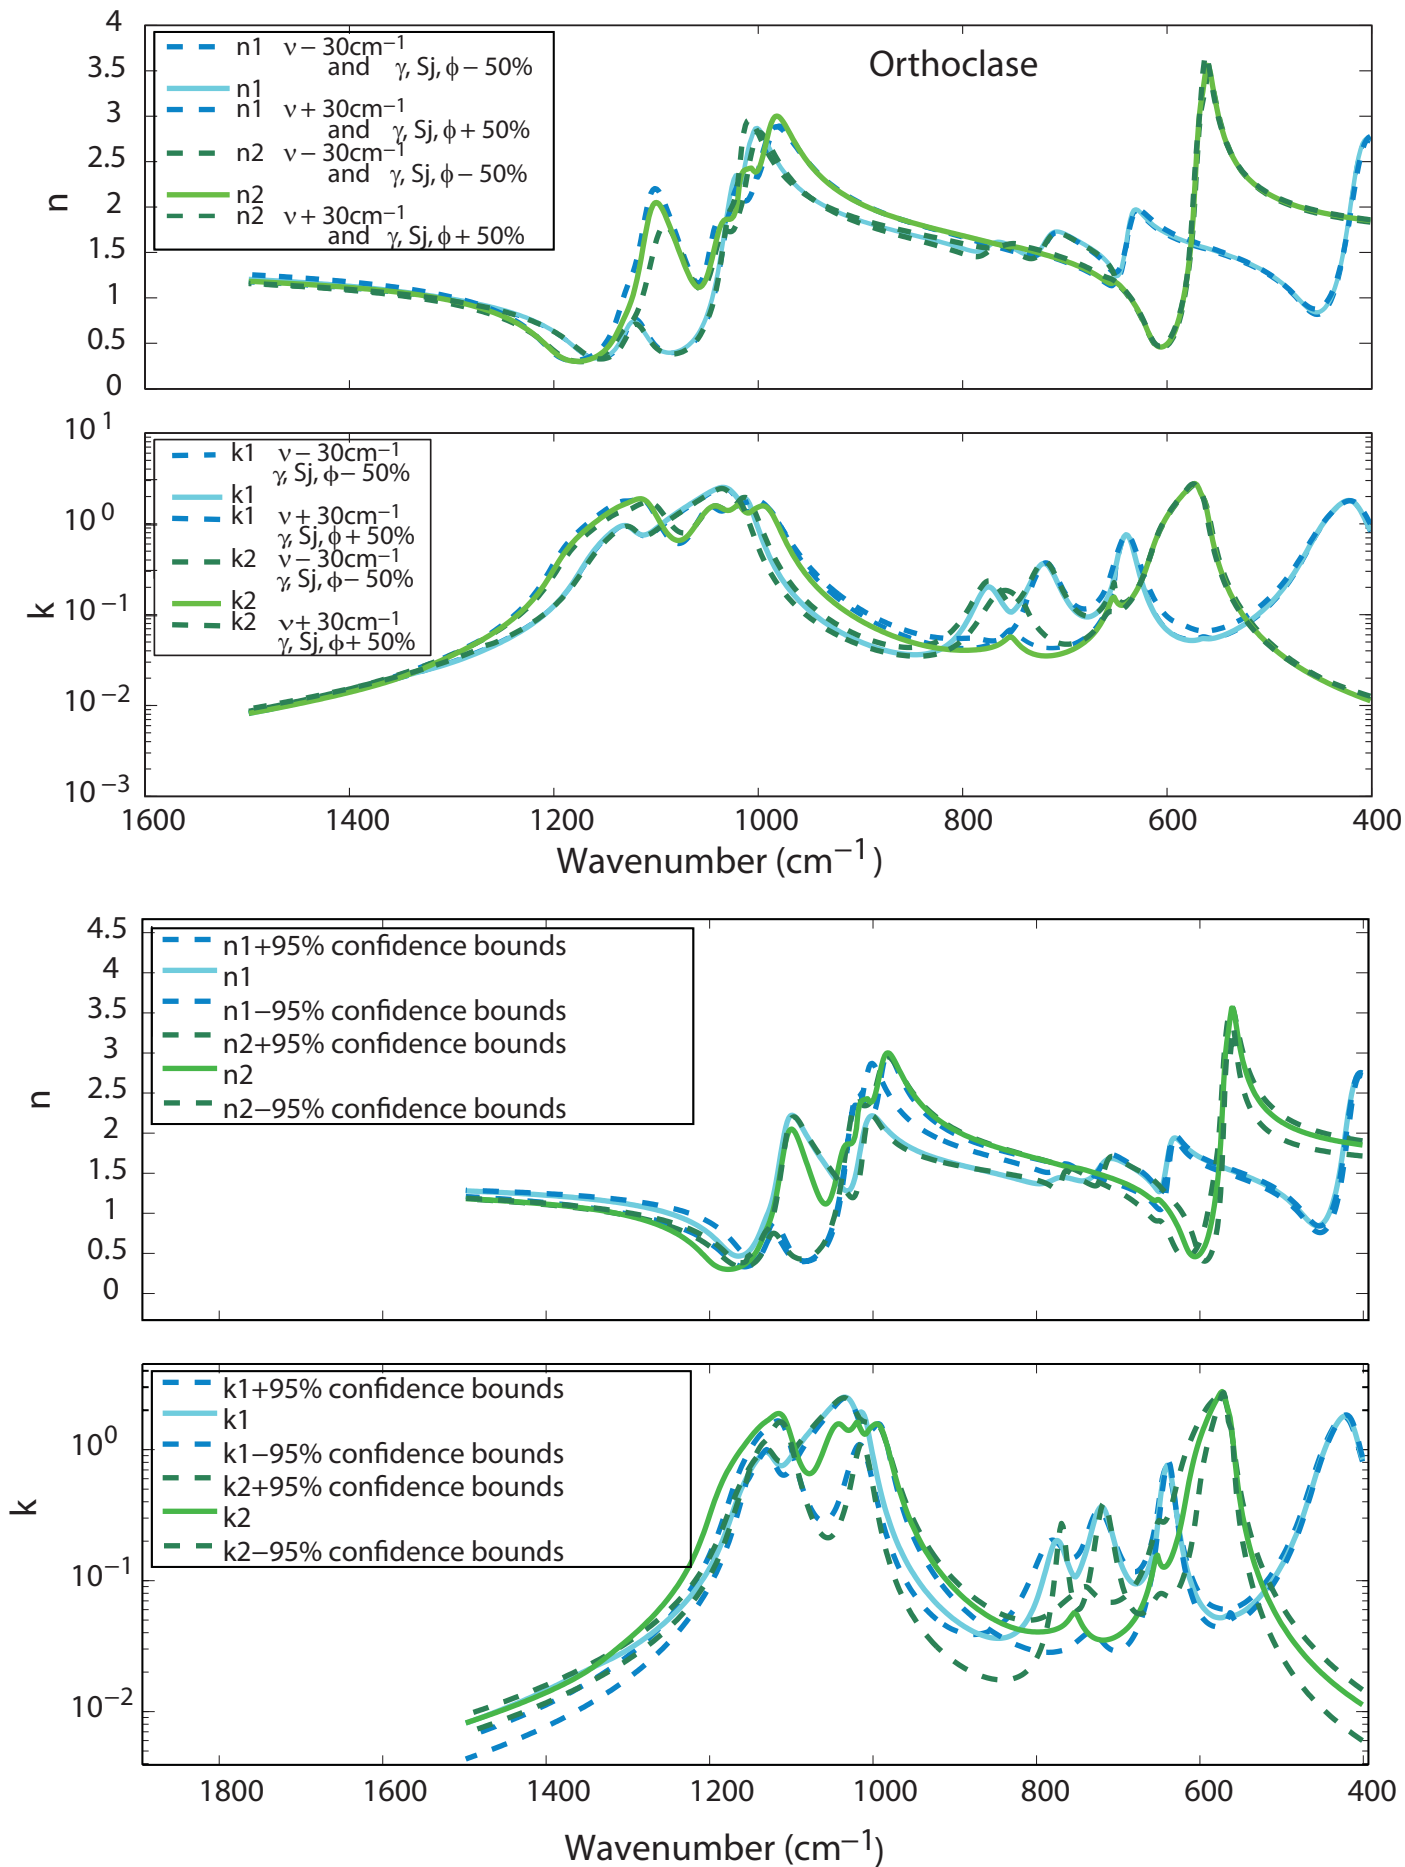 Orthoclase
n1 ν − 30cm−1
and γ, Sj, ϕ − 50%
n1
n1 ν + 30cm−1
and γ, Sj, ϕ + 50%
n2 ν − 30cm−1
and γ, Sj, ϕ − 50%
n2
n2 ν + 30cm−1
and γ, Sj, ϕ + 50%
n
4
3.5
3
2.5
2
1.5
1
0.5
0
k1 ν − 30cm−1
γ, Sj, ϕ − 50%
k1
k1 ν + 30cm−1
γ, Sj, ϕ + 50%
k2 ν − 30cm−1
γ, Sj, ϕ − 50%
k2
k2 ν + 30cm−1
γ, Sj, ϕ + 50%
k
10 1
10 0
10 −1
10 −2
10 −3
1600 1400 1200 1000 800 600 400
Wavenumber (cm−1)
n1+95% confidence bounds
n1
n1−95% confidence bounds
n2+95% confidence bounds
n2
n2−95% confidence bounds
n
4.5
4
3.5
3
2.5
2
1.5
1
0.5
0
k1+95% confidence bounds
k1
k1−95% confidence bounds
k2+95% confidence bounds
k2
k2−95% confidence bounds
k
10 0
10 −1
10 −2
1800 1600 1400 1200 1000 800 600 400
Wavenumber (cm−1)